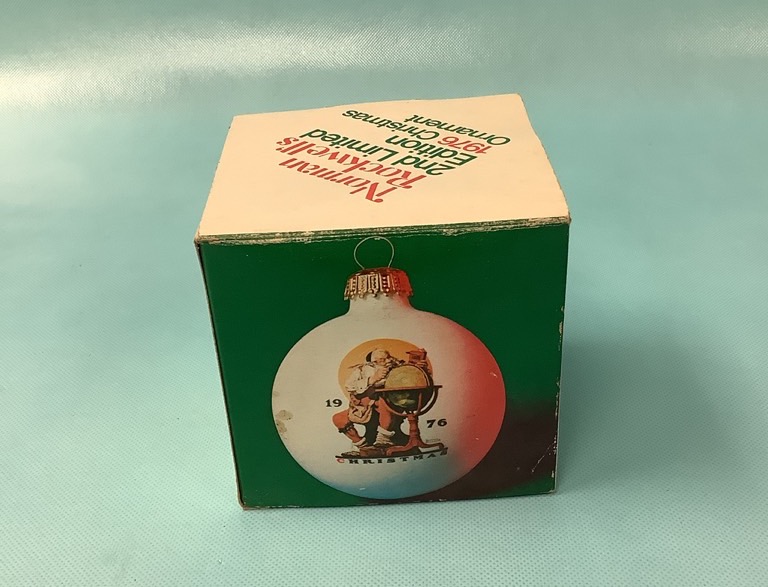 Norman
Rockwell's
2nd Limited
Edition
1976 Christmas
Ornament
19 76
CHRISTMAS